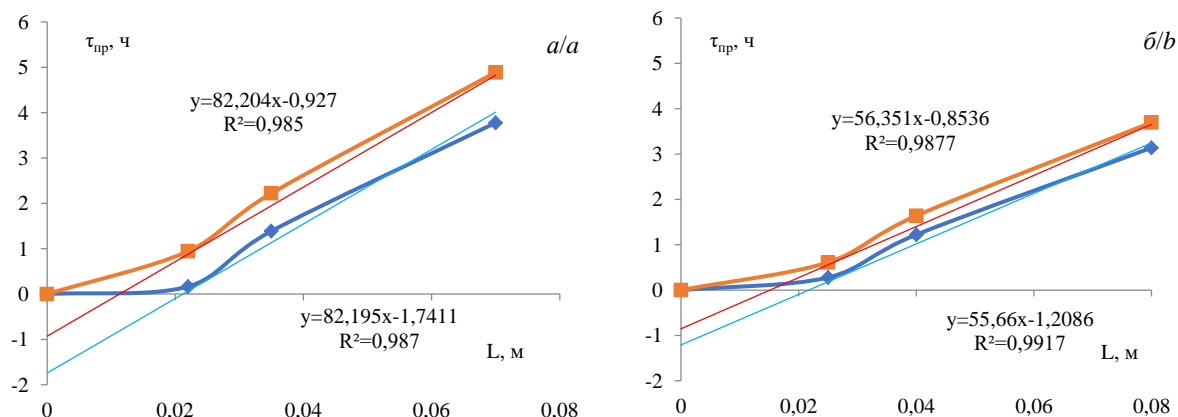 6
5
4
3
2
1
0
-1
-2
τпр, ч
а/a
y=82,204x-0,927
R²=0,985
y=82,195x-1,7411
R²=0,987
L, м
0
0,02
0,04
0,06
0,08
6
5
4
3
2
1
0
-1
-2
τпр, ч
б/b
y=56,351x-0,8536
R²=0,9877
y=55,66x-1,2086
R²=0,9917
L, м
0
0,02
0,04
0,06
0,08